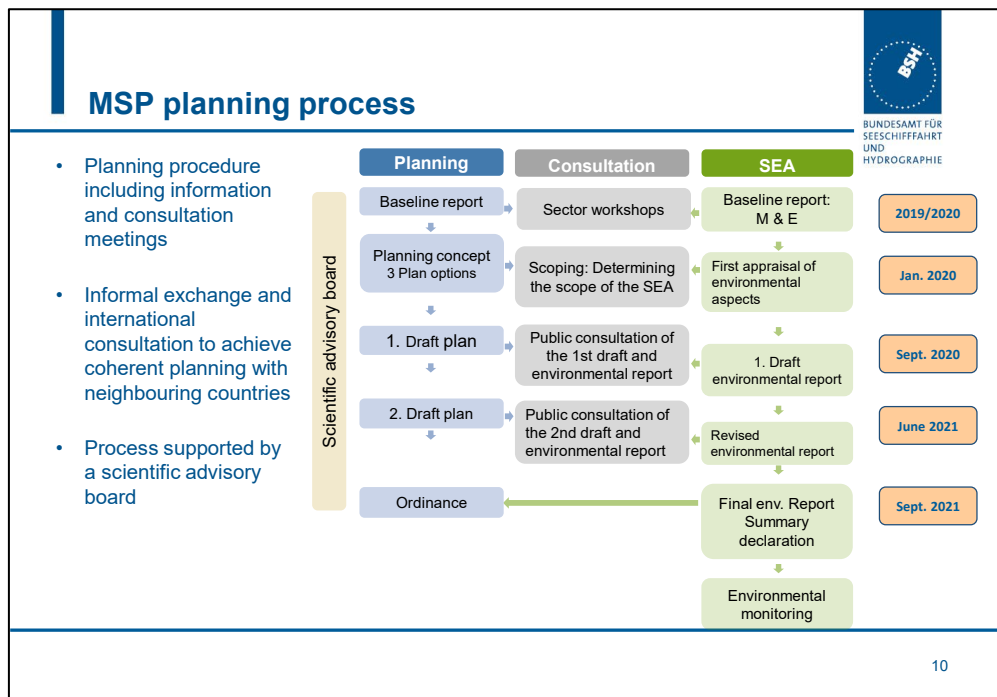 MSP planning process
BSH
BUNDESAMT FÜR
SEESCHIFFFAHRT
UND
HYDROGRAPHIE
• Planning procedure
including information
and consultation
meetings
• Informal exchange and
international
consultation to achieve
coherent planning with
neighbouring countries
• Process supported by
a scientific advisory
board
Scientific advisory board
Planning
Consultation
SEA
Baseline report
Sector workshops
Baseline report:
M & E
2019/2020
Planning concept
3 Plan options
Scoping: Determining
the scope of the SEA
First appraisal of
environmental
aspects
Jan. 2020
1. Draft plan
Public consultation of
the 1st draft and
environmental report
1. Draft
environmental report
Sept. 2020
2. Draft plan
Public consultation of
the 2nd draft and
environmental report
Revised
environmental report
June 2021
Ordinance
Final env. Report
Summary
declaration
Sept. 2021
Environmental
monitoring
10